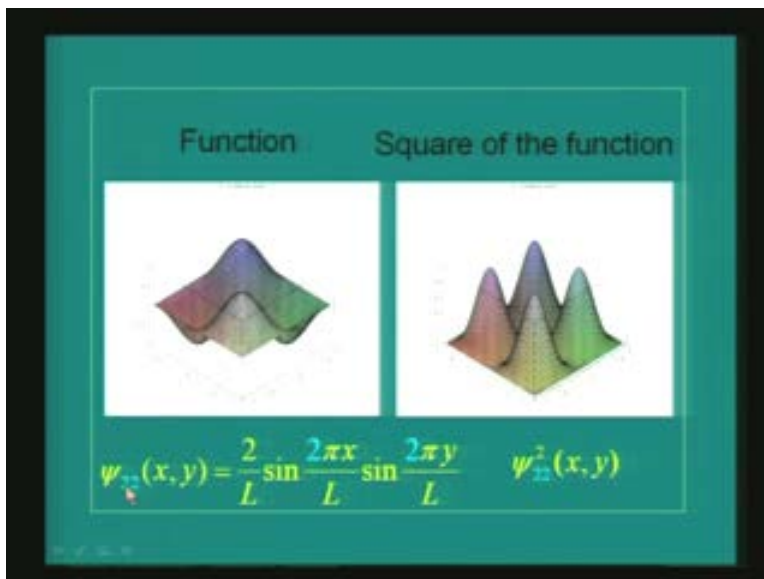 Function
Square of the function
ψ₂₂(x, y) = 2/L sin 2πx/L sin 2πy/L
ψ²₂₂(x, y)